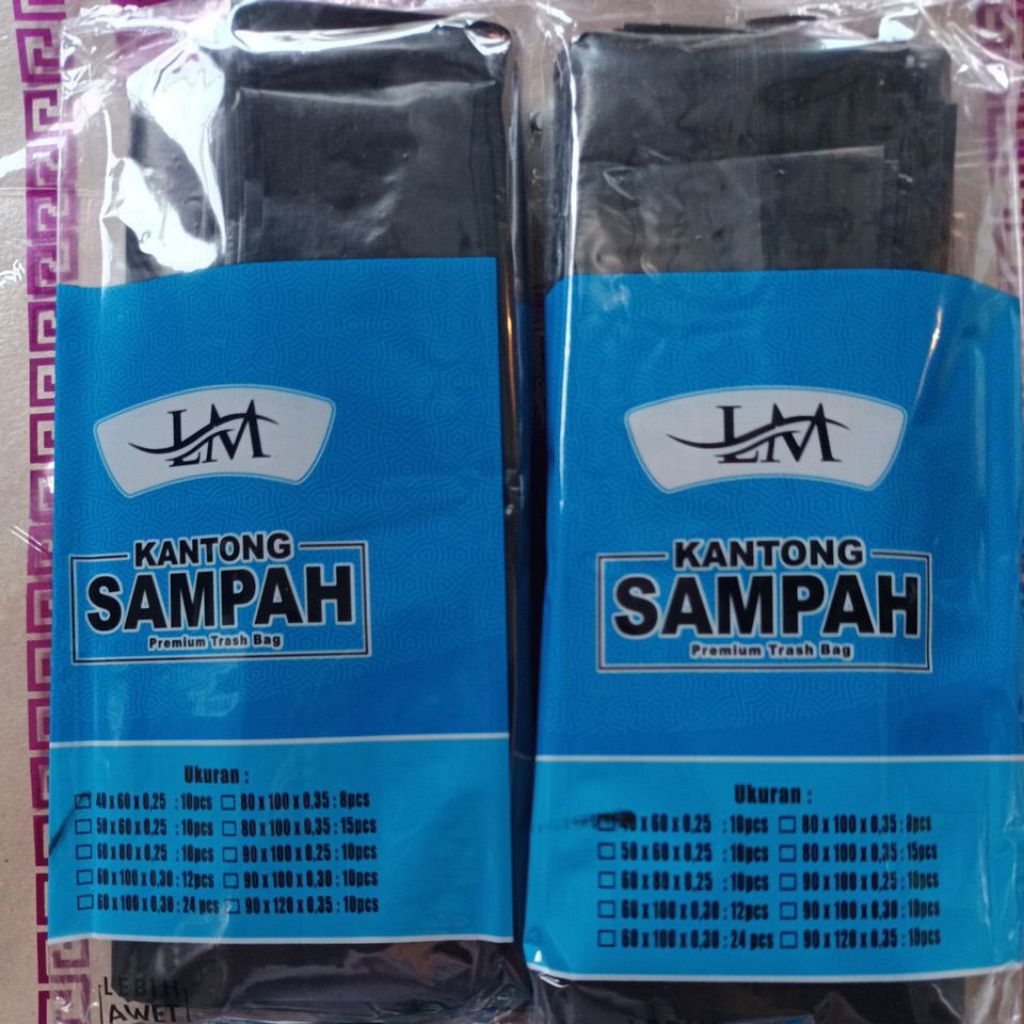 LM
KANTONG
SAMPAH
Premium Trash Bag
Ukuran :
40 x 60 x 0,25 : 10pcs
50 x 60 x 0,25 : 10pcs
60 x 80 x 0,25 : 10pcs
60 x 100 x 0,30 : 12pcs
60 x 100 x 0,30 : 24 pcs
80 x 100 x 0,35 : 8pcs
80 x 100 x 0,35 : 15pcs
90 x 100 x 0,25 : 10pcs
90 x 100 x 0,30 : 10pcs
90 x 120 x 0,35 : 10pcs
LEBIH
AWET
LM
KANTONG
SAMPAH
Premium Trash Bag
Ukuran :
40 x 60 x 0,25 : 10pcs
50 x 60 x 0,25 : 10pcs
60 x 80 x 0,25 : 10pcs
60 x 100 x 0,30 : 12pcs
60 x 100 x 0,30 : 24 pcs
80 x 100 x 0,35 : 8pcs
80 x 100 x 0,35 : 15pcs
90 x 100 x 0,25 : 10pcs
90 x 100 x 0,30 : 10pcs
90 x 120 x 0,35 : 10pcs